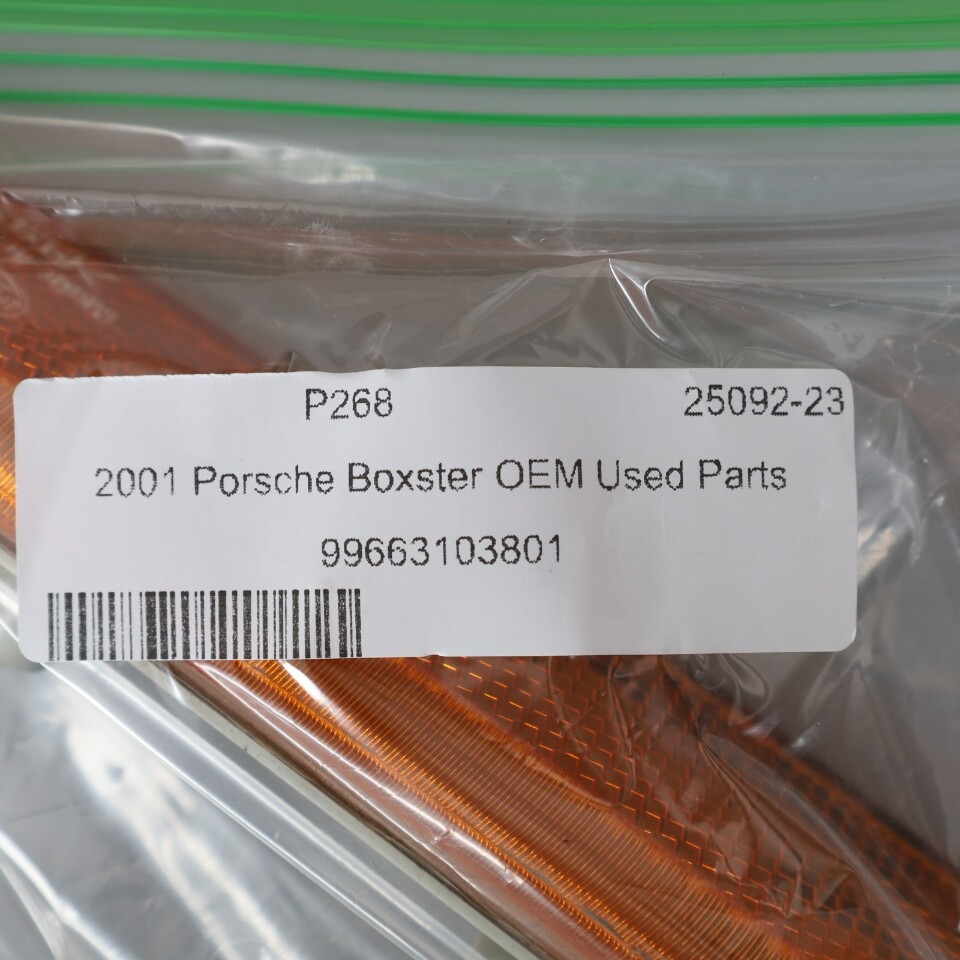 P268 25092-23
2001 Porsche Boxster OEM Used Parts
99663103801